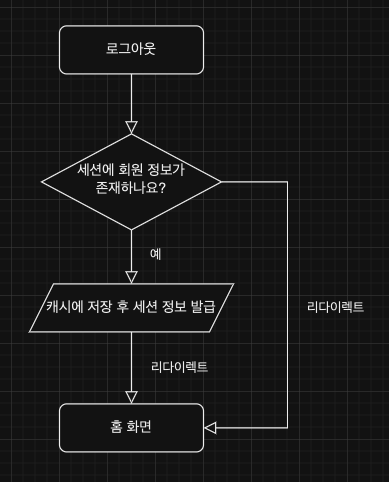 로그아웃
세션에 회원 정보가
존재하나요?
예
캐시에 저장 후 세션 정보 발급
리다이렉트
리다이렉트
홈 화면